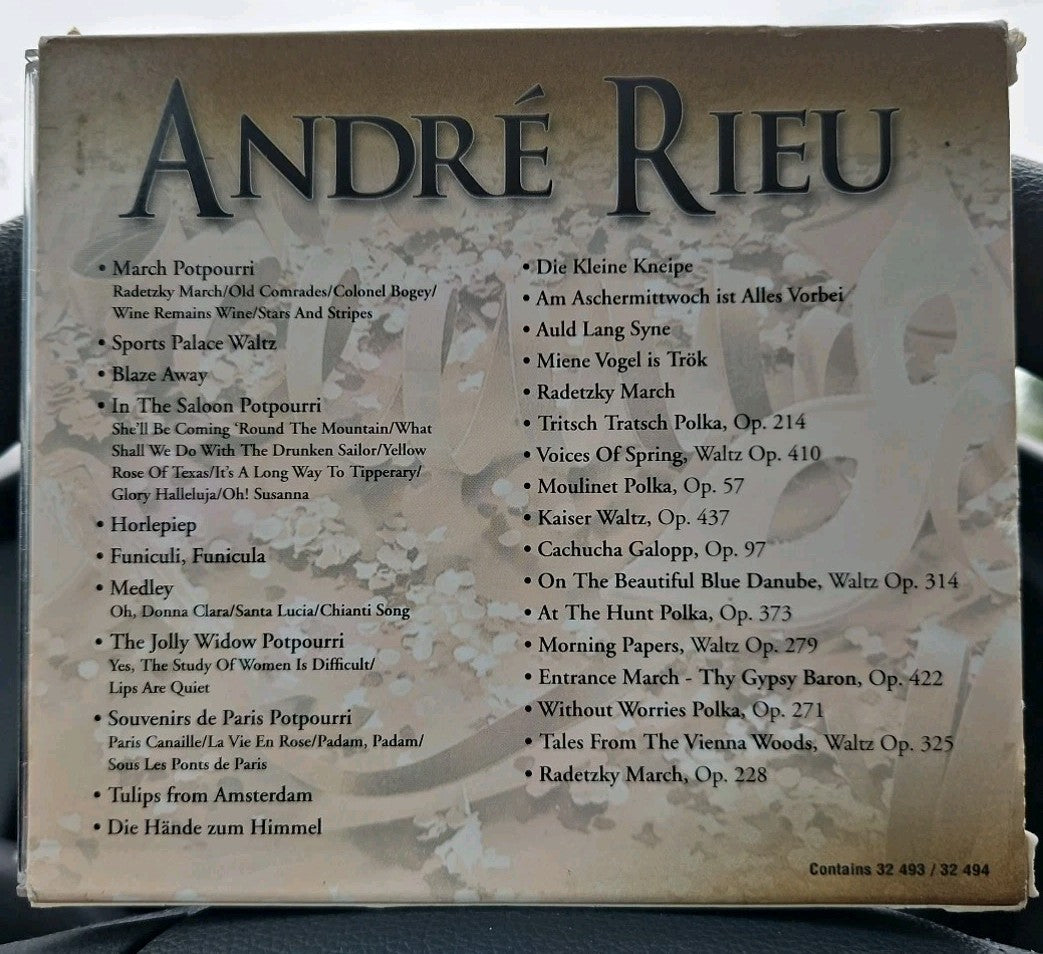 ANDRÉ RIEU
• March Potpourri
Radetzky March/Old Comrades/Colonel Bogey/
Wine Remains Wine/Stars And Stripes
• Sports Palace Waltz
• Blaze Away
• In The Saloon Potpourri
She'll Be Coming 'Round The Mountain/What
Shall We Do With The Drunken Sailor/Yellow
Rose Of Texas/It's A Long Way To Tipperary/
Glory Halleluja/Oh! Susanna
• Horlepiep
• Funiculi, Funicula
• Medley
Oh, Donna Clara/Santa Lucia/Chianti Song
• The Jolly Widow Potpourri
Yes, The Study Of Women Is Difficult/
Lips Are Quiet
• Souvenirs de Paris Potpourri
Paris Canaille/La Vie En Rose/Padam, Padam/
Sous Les Ponts de Paris
• Tulips from Amsterdam
• Die Hände zum Himmel
• Die Kleine Kneipe
• Am Aschermittwoch ist Alles Vorbei
• Auld Lang Syne
• Miene Vogel is Trök
• Radetzky March
• Tritsch Tratsch Polka, Op. 214
• Voices Of Spring, Waltz Op. 410
• Moulinet Polka, Op. 57
• Kaiser Waltz, Op. 437
• Cachucha Galopp, Op. 97
• On The Beautiful Blue Danube, Waltz Op. 314
• At The Hunt Polka, Op. 373
• Morning Papers, Waltz Op. 279
• Entrance March - Thy Gypsy Baron, Op. 422
• Without Worries Polka, Op. 271
• Tales From The Vienna Woods, Waltz Op. 325
• Radetzky March, Op. 228
Contains 32 493 / 32 494